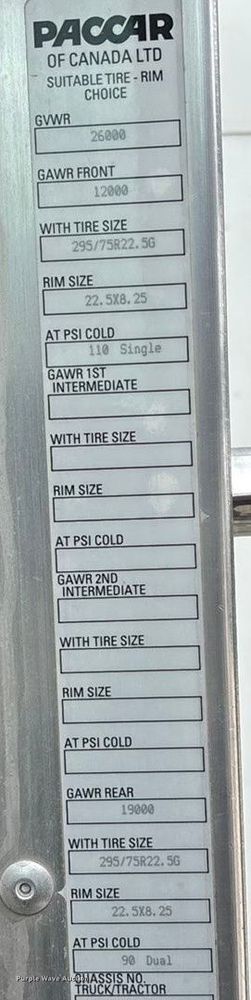 PACCAR
OF CANADA LTD
SUITABLE TIRE - RIM
CHOICE
GVWR
26000
GAWR FRONT
12000
WITH TIRE SIZE
295/75R22.5G
RIM SIZE
22.5X8.25
AT PSI COLD
110 Single
GAWR 1ST
INTERMEDIATE
WITH TIRE SIZE
RIM SIZE
AT PSI COLD
GAWR 2ND
INTERMEDIATE
WITH TIRE SIZE
RIM SIZE
AT PSI COLD
GAWR REAR
19000
WITH TIRE SIZE
295/75R22.5G
RIM SIZE
22.5X8.25
AT PSI COLD
90 Dual
CHASSIS NO.
TRUCK/TRACTOR
Purple Wave Auction